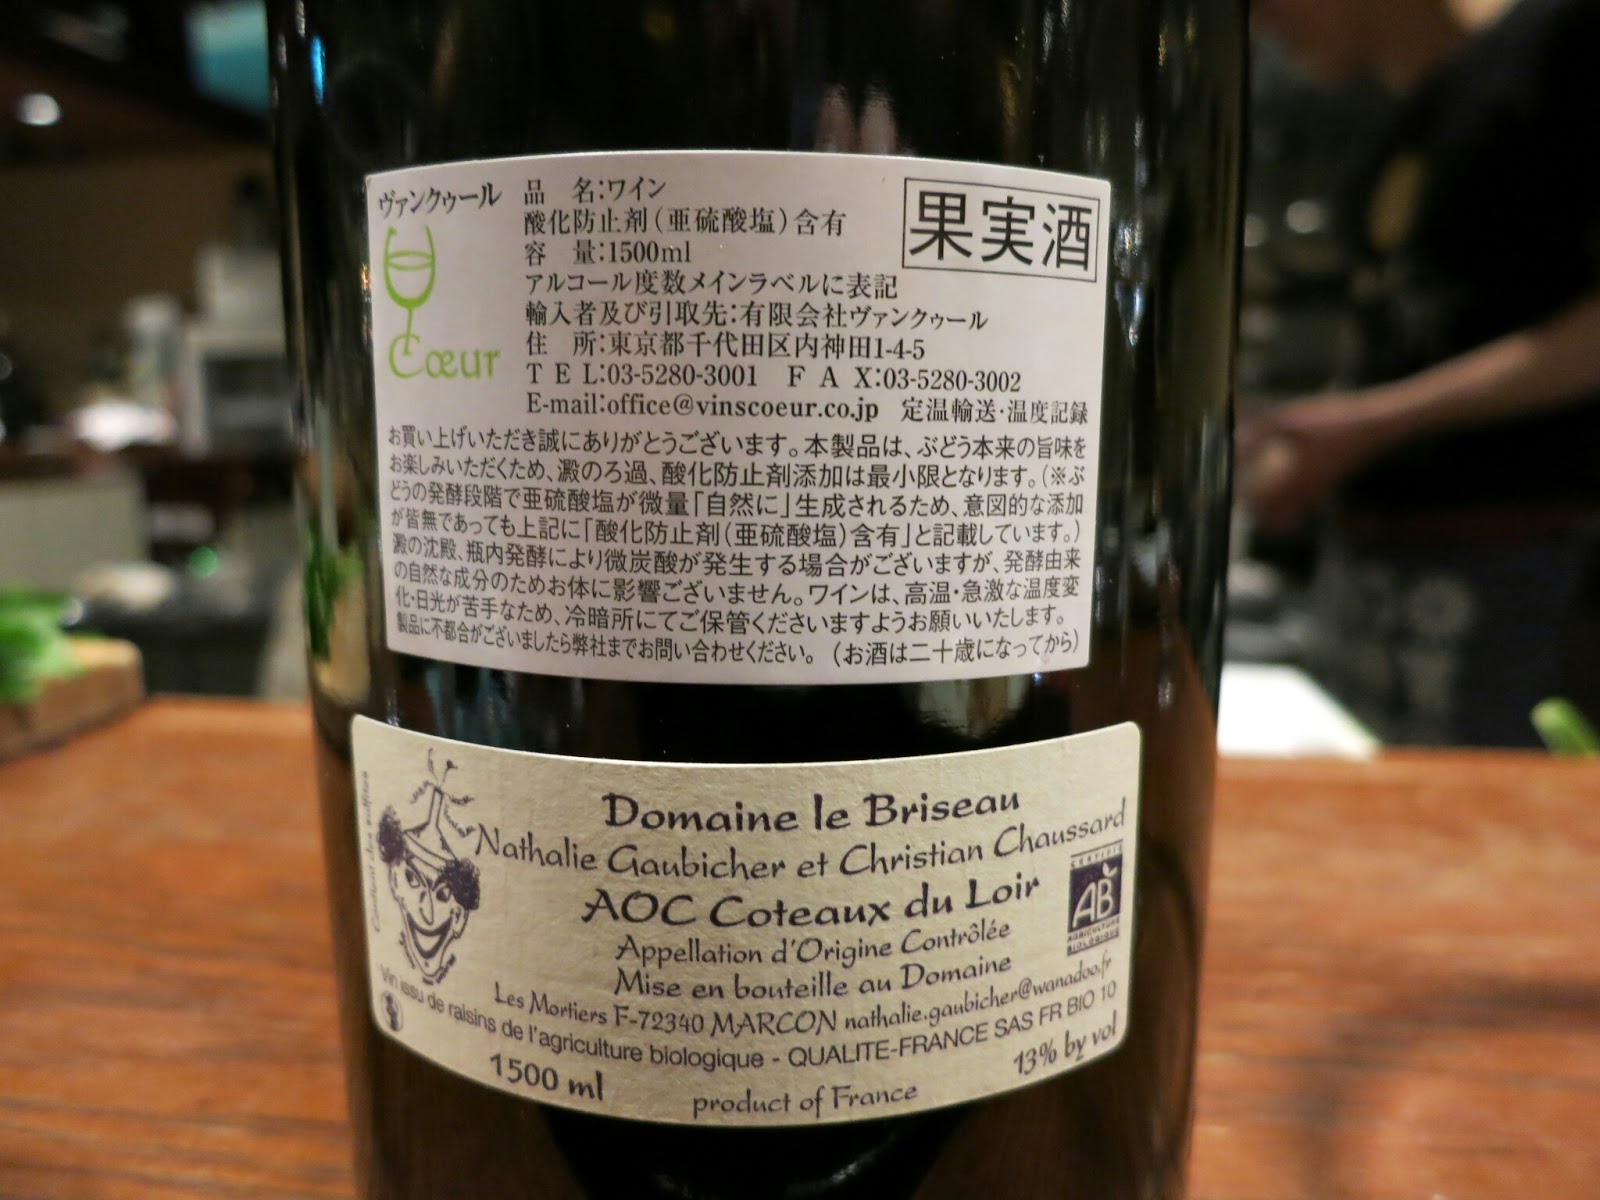 ヴァンクゥール
Cœur
品 名:ワイン
酸化防止剤(亜硫酸塩)含有
容 量:1500ml
アルコール度数メインラベルに表記
輸入者及び引取先:有限会社ヴァンクゥール
住 所:東京都千代田区内神田1-4-5
T E L:03-5280-3001 F A X:03-5280-3002
E-mail:office@vinscoeur.co.jp 定温輸送・温度記録
果実酒
お買い上げいただき誠にありがとうございます。本製品は、ぶどう本来の旨味を
お楽しみいただくため、澱のろ過、酸化防止剤添加は最小限となります。(※ぶ
どうの発酵段階で亜硫酸塩が微量「自然に」生成されるため、意図的な添加
が皆無であっても上記に「酸化防止剤(亜硫酸塩)含有」と記載しています。)
澱の沈殿、瓶内発酵により微炭酸が発生する場合がございますが、発酵由来
の自然な成分のためお体に影響ございません。ワインは、高温・急激な温度変
化・日光が苦手なため、冷暗所にてご保管くださいますようお願いいたします。
製品に不都合がございましたら弊社までお問い合わせください。(お酒は二十歳になってから)
Domaine le Briseau
Nathalie Gaubicher et Christian Chaussard
AOC Coteaux du Loir
Appellation d'Origine Contrôlée
Mise en bouteille au Domaine
Les Mortiers F-72340 MARCON nathalie.gaubicher@wanadoo.fr
Vin issu de raisins de l'agriculture biologique - QUALITE-FRANCE SAS FR BIO 10
1500 ml
13% by vol
product of France
Contient des sulfites
CERTIFIÉ
AB
AGRICULTURE
BIOLOGIQUE